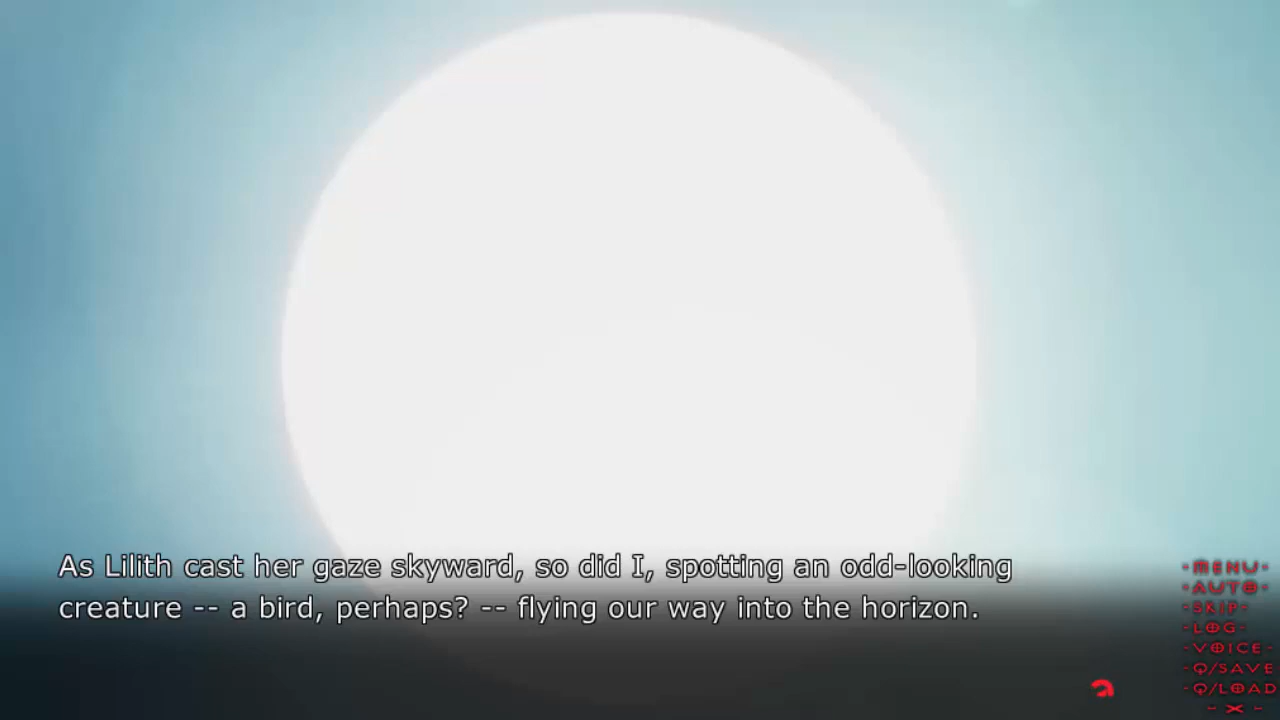 As Lilith cast her gaze skyward, so did I, spotting an odd-looking
creature -- a bird, perhaps? -- flying our way into the horizon.
-MENU-
-AUTO-
-SKIP-
-LOG-
-VOICE-
-Q/SAVE
-Q/LOAD
-X-